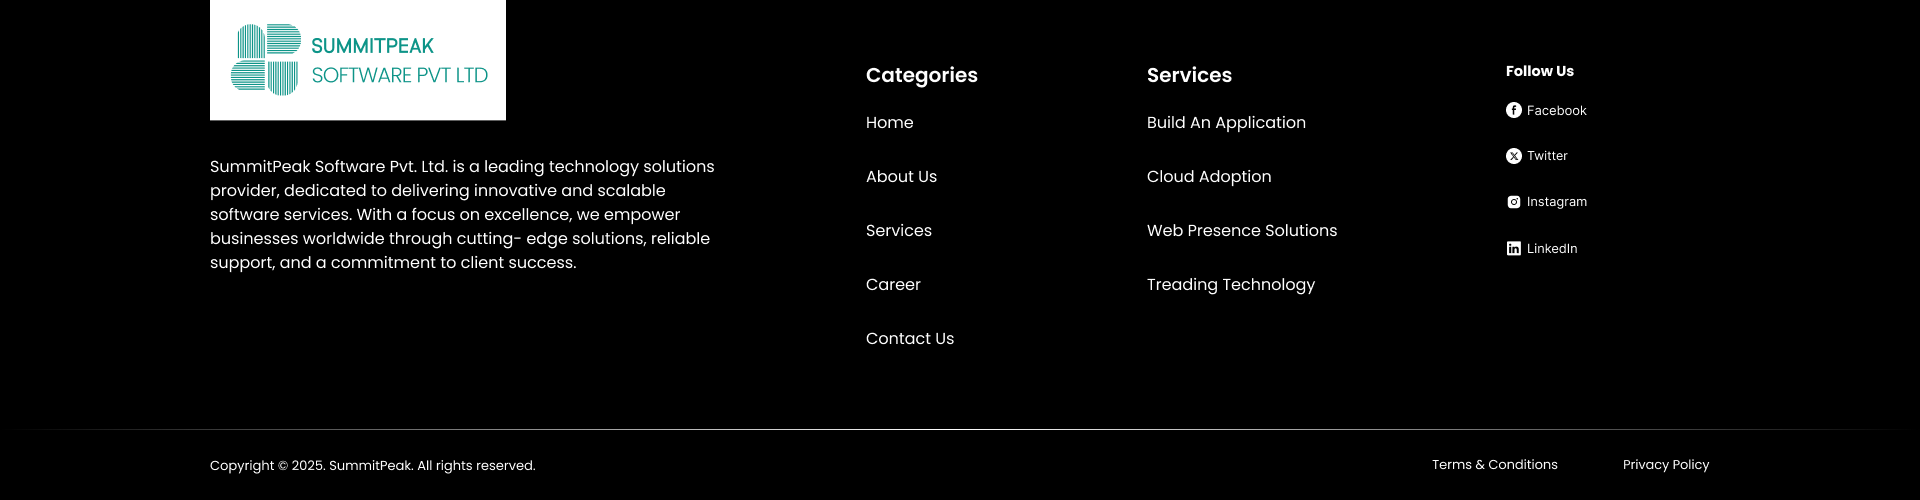 SUMMITPEAK
SOFTWARE PVT LTD
SummitPeak Software Pvt. Ltd. is a leading technology solutions
provider, dedicated to delivering innovative and scalable
software services. With a focus on excellence, we empower
businesses worldwide through cutting- edge solutions, reliable
support, and a commitment to client success.
Categories
Home
About Us
Services
Career
Contact Us
Services
Build An Application
Cloud Adoption
Web Presence Solutions
Treading Technology
Follow Us
Facebook
Twitter
Instagram
LinkedIn
Copyright © 2025. SummitPeak. All rights reserved.
Terms & Conditions
Privacy Policy